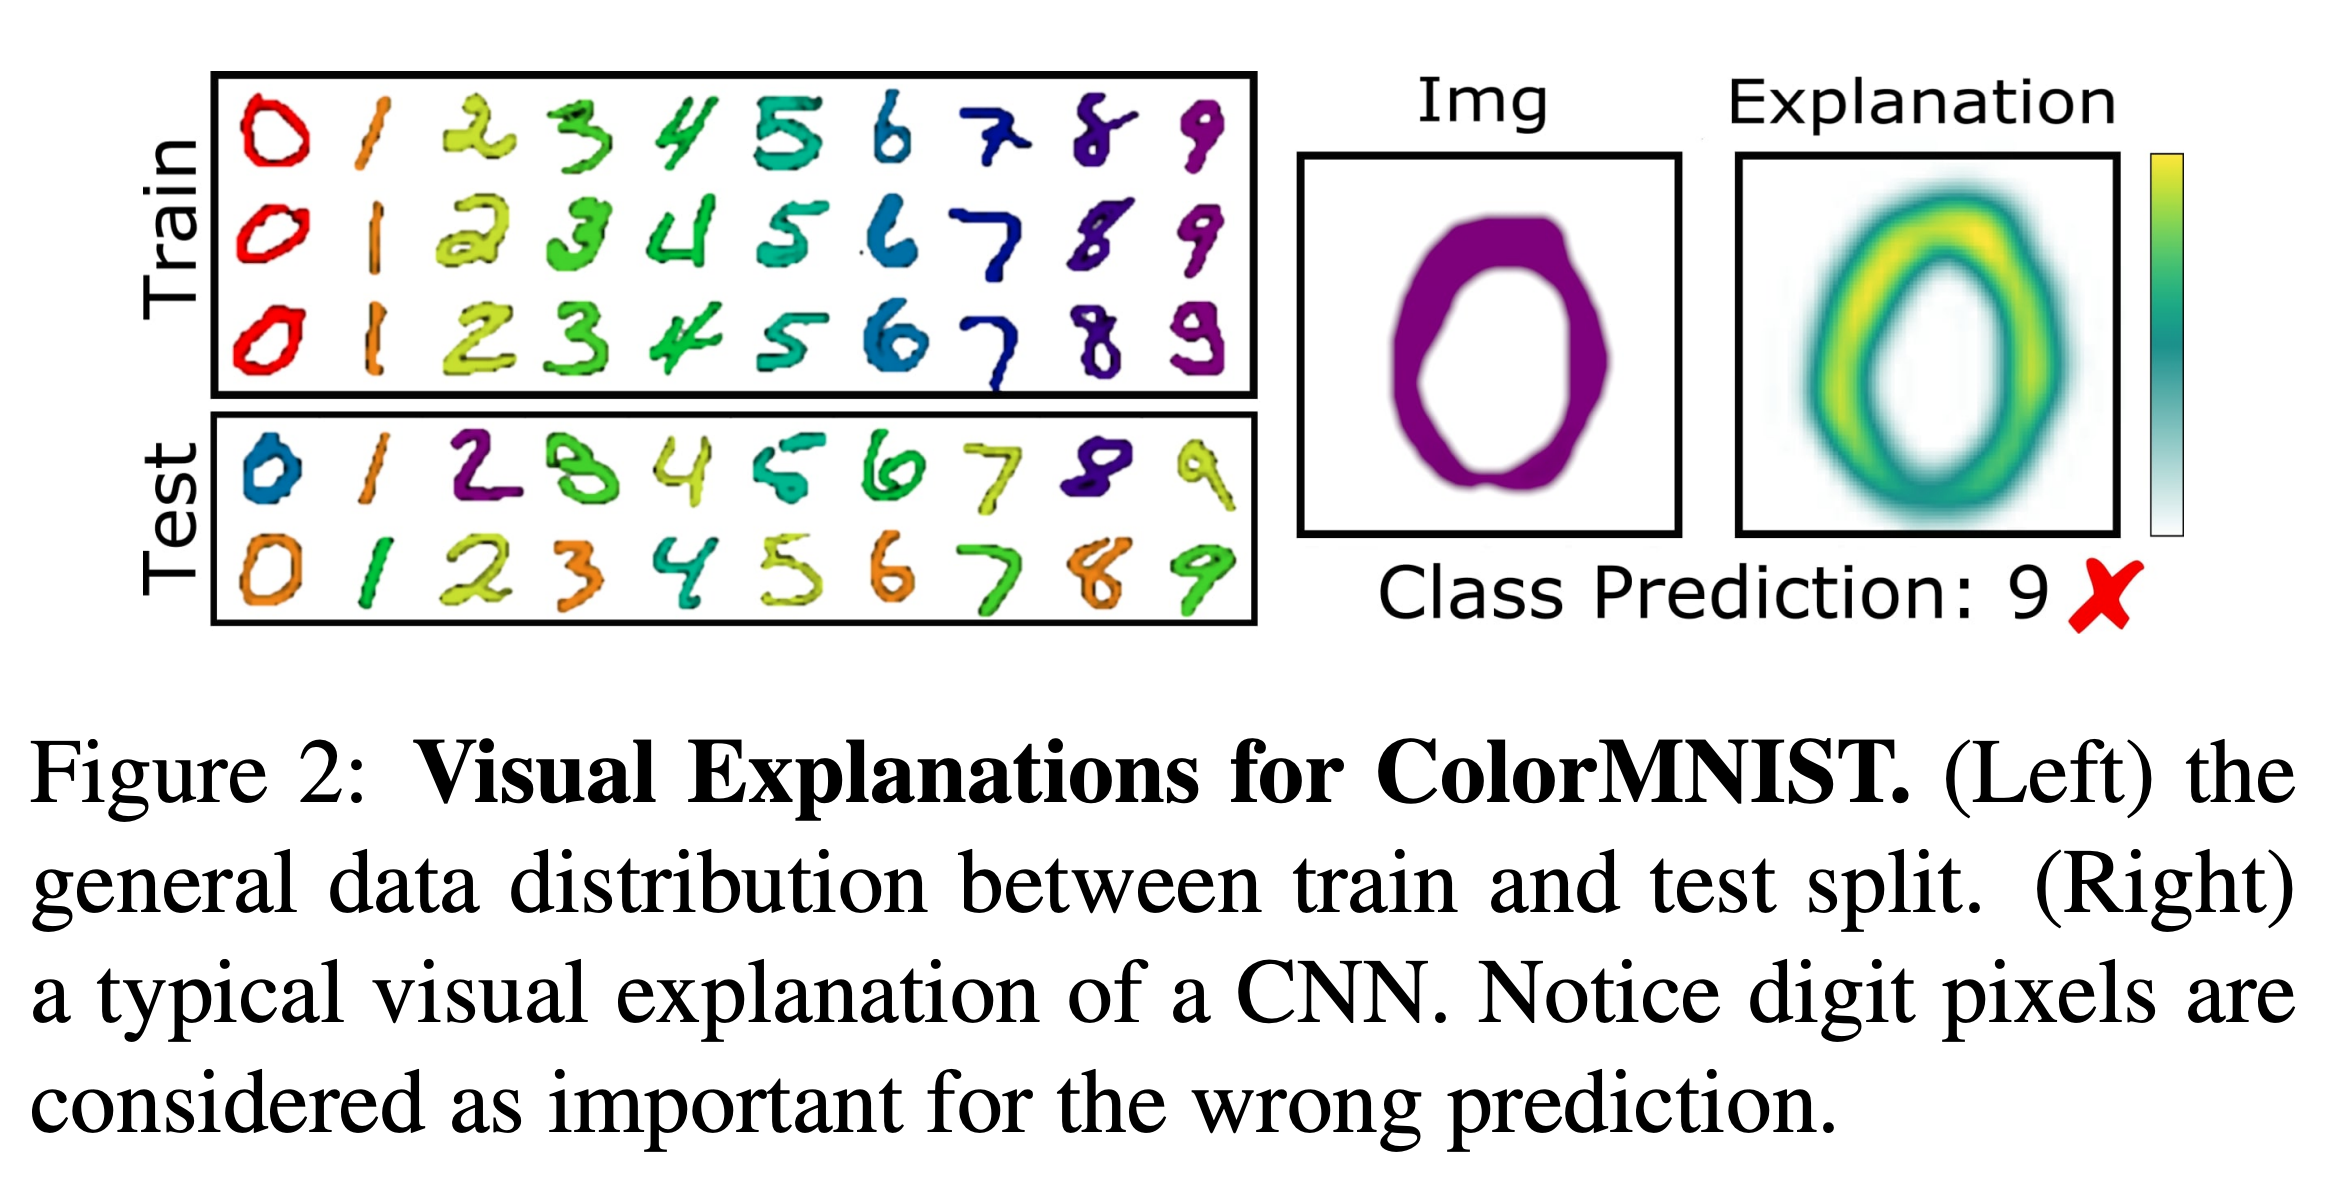 Train
0 1 2 3 4 5 6 7 8 9
0 1 2 3 4 5 6 7 8 9
0 1 2 3 4 5 6 7 8 9
Test
0 1 2 3 4 5 6 7 8 9
0 1 2 3 4 5 6 7 8 9
Img
0
Explanation
0
Class Prediction: 9 ✘
Figure 2: Visual Explanations for ColorMNIST. (Left) the
general data distribution between train and test split. (Right)
a typical visual explanation of a CNN. Notice digit pixels are
considered as important for the wrong prediction.